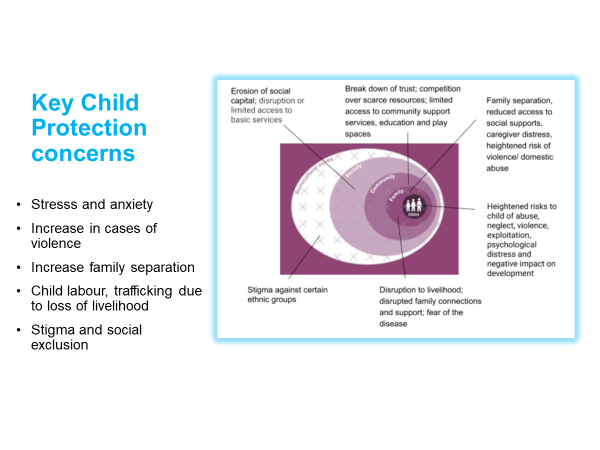 Key Child
Protection
concerns
• Stresss and anxiety
• Increase in cases of
violence
• Increase family separation
• Child labour, trafficking due
to loss of livelihood
• Stigma and social
exclusion
Erosion of social
capital; disruption or
limited access to
basic services
Break down of trust; competition
over scarce resources; limited
access to community support
services, education and play
spaces
Family separation,
reduced access to
social supports,
caregiver distress,
heightened risk of
violence/ domestic
abuse
Community
Family
Child
Heightened risks to
child of abuse,
neglect, violence,
exploitation,
psychological
distress and
negative impact on
development
Stigma against certain
ethnic groups
Disruption to livelihood;
disrupted family connections
and support; fear of the
disease